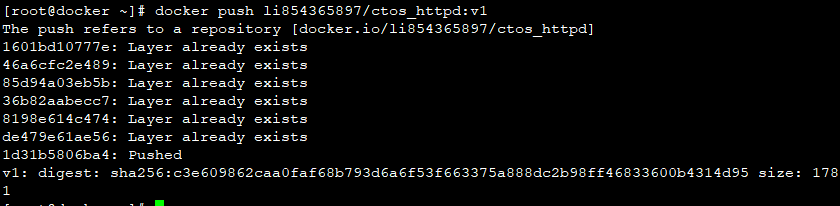 [root@docker ~]# docker push li854365897/ctos_httpd:v1
The push refers to a repository [docker.io/li854365897/ctos_httpd]
1601bd10777e: Layer already exists
46a6cfc2e489: Layer already exists
85d94a03eb5b: Layer already exists
36b82aabecc7: Layer already exists
8198e614c474: Layer already exists
de479e61ae56: Layer already exists
1d31b5806ba4: Pushed
v1: digest: sha256:c3e609862caa0faf68b793d6a6f53f663375a888dc2b98ff46833600b4314d95 size: 178
1